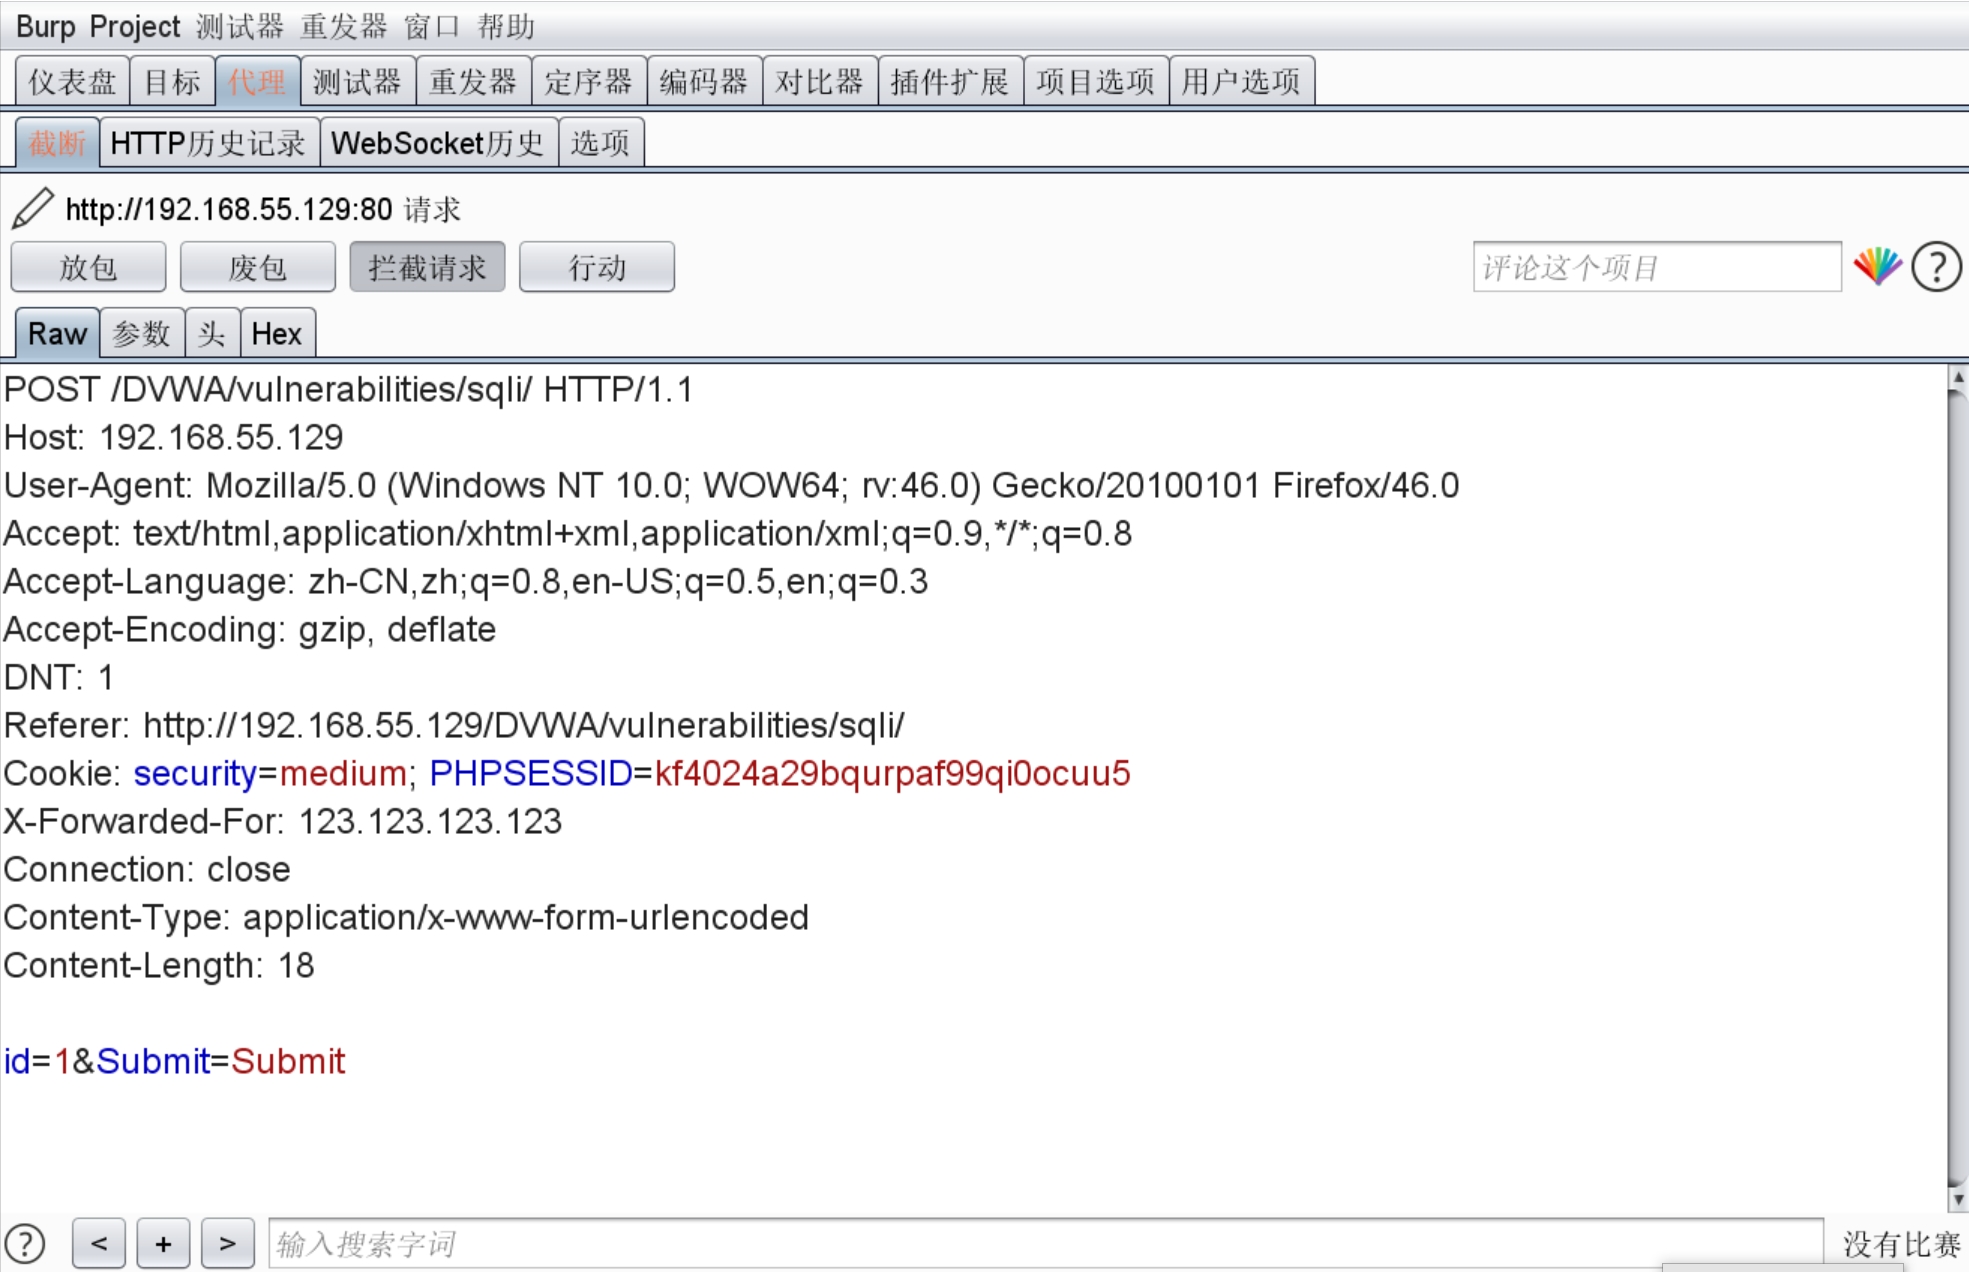 Burp Project 测试器 重发器 窗口 帮助
仪表盘 目标 代理 测试器 重发器 定序器 编码器 对比器 插件扩展 项目选项 用户选项
截断 HTTP历史记录 WebSocket历史 选项
http://192.168.55.129:80 请求
放包 废包 拦截请求 行动 评论这个项目 ?
Raw 参数 头 Hex
POST /DVWA/vulnerabilities/sqli/ HTTP/1.1
Host: 192.168.55.129
User-Agent: Mozilla/5.0 (Windows NT 10.0; WOW64; rv:46.0) Gecko/20100101 Firefox/46.0
Accept: text/html,application/xhtml+xml,application/xml;q=0.9,*/*;q=0.8
Accept-Language: zh-CN,zh;q=0.8,en-US;q=0.5,en;q=0.3
Accept-Encoding: gzip, deflate
DNT: 1
Referer: http://192.168.55.129/DVWA/vulnerabilities/sqli/
Cookie: security=medium; PHPSESSID=kf4024a29bqurpaf99qi0ocuu5
X-Forwarded-For: 123.123.123.123
Connection: close
Content-Type: application/x-www-form-urlencoded
Content-Length: 18
id=1&Submit=Submit
? < + > 输入搜索字词 没有比赛